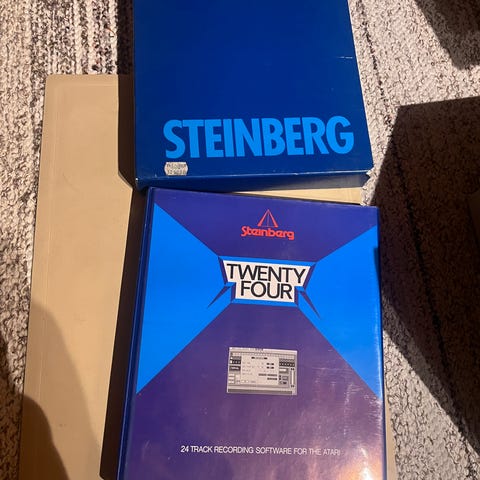 STEINBERG
Steinberg
TWENTY
FOUR
24 TRACK RECORDING SOFTWARE FOR THE ATARI